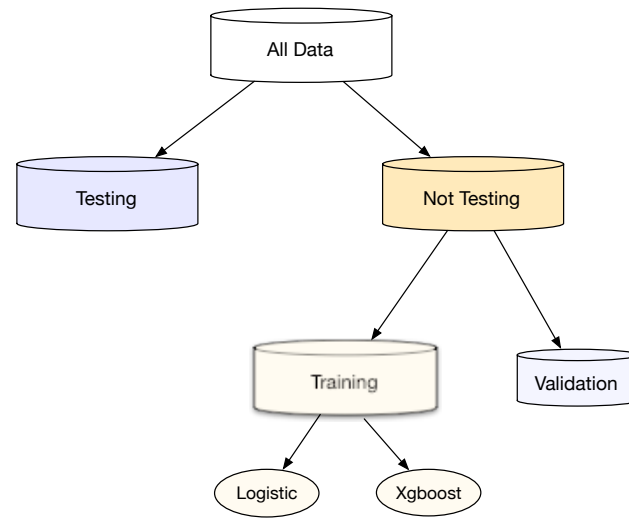 All Data
Testing
Not Testing
Training
Validation
Logistic
Xgboost